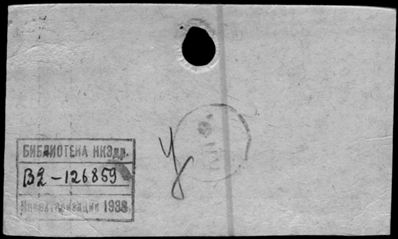 У
БИБЛИОТЕКА НКЗдр.
В2-126859
Инвентаризация 1938